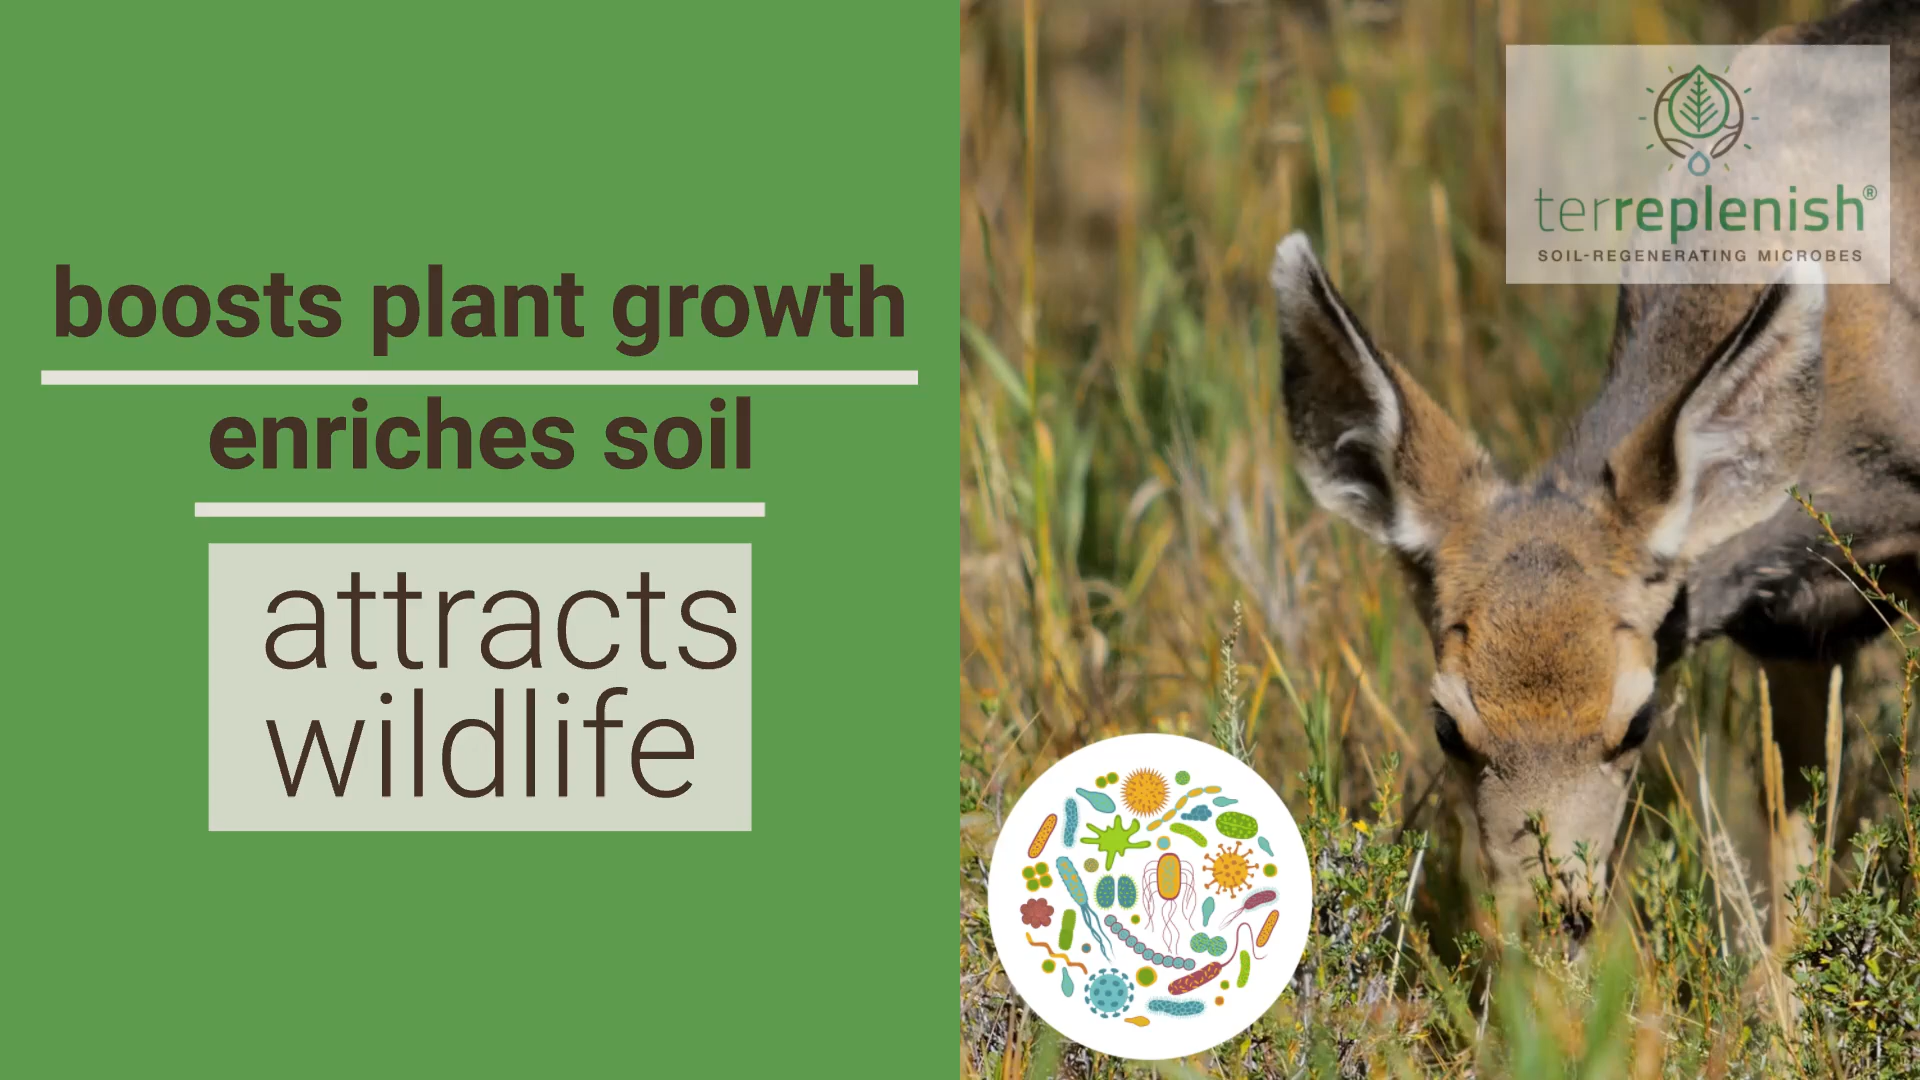 boosts plant growth
enriches soil
attracts
wildlife
terreplenish®
SOIL-REGENERATING MICROBES